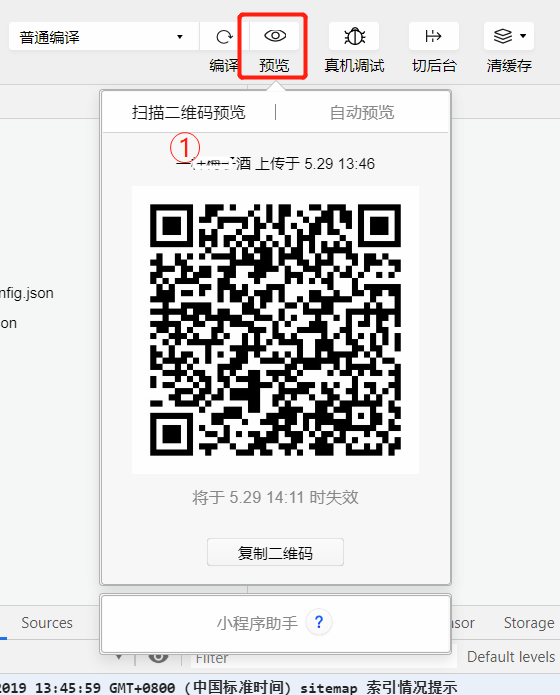 普通编译
编译 预览 真机调试 切后台 清缓存
扫描二维码预览 | 自动预览
①
酒 上传于 5.29 13:46
nfig.json
on
将于 5.29 14:11 时失效
复制二维码
小程序助手 ?
Sources
sor Storage
Filter
Default levels
2019 13:45:59 GMT+0800 (中国标准时间) sitemap 索引情况提示